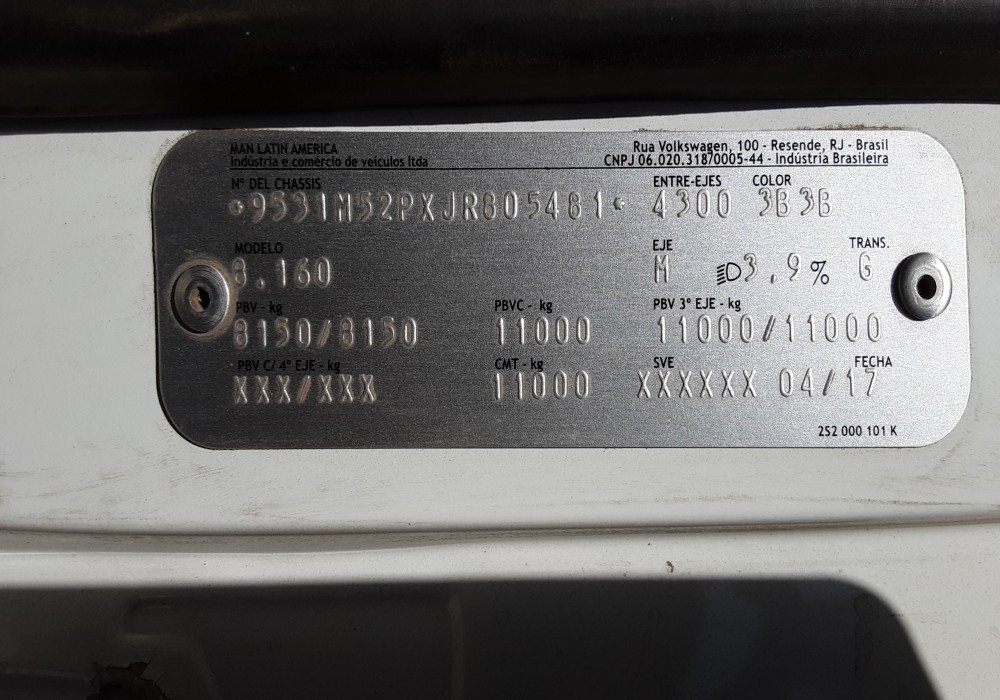 MAN LATIN AMERICA
Indústria e comércio de veículos ltda
Rua Volkswagen, 100 - Resende, RJ - Brasil
CNPJ 06.020.31870005-44 - Indústria Brasileira
Nº DEL CHASSIS ENTRE-EJES COLOR
*9531M52PXJR805481* 4300 3B3B
MODELO EJE TRANS.
8.160 M 3,9% G
PBV - kg PBVC - kg PBV 3º EJE - kg
8150/8150 11000 11000/11000
PBV C/ 4º EJE - kg CMT - kg SVE FECHA
XXX/XXX 11000 XXXXXX 04/17
2S2 000 101 K